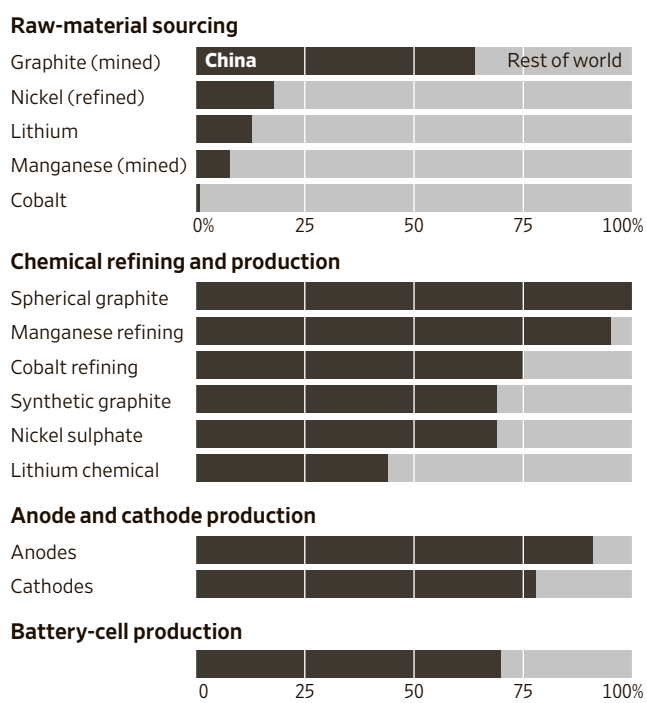 Raw-material sourcing
Graphite (mined) China Rest of world
Nickel (refined)
Lithium
Manganese (mined)
Cobalt
0% 25 50 75 100%
Chemical refining and production
Spherical graphite
Manganese refining
Cobalt refining
Synthetic graphite
Nickel sulphate
Lithium chemical
Anode and cathode production
Anodes
Cathodes
Battery-cell production
0 25 50 75 100%